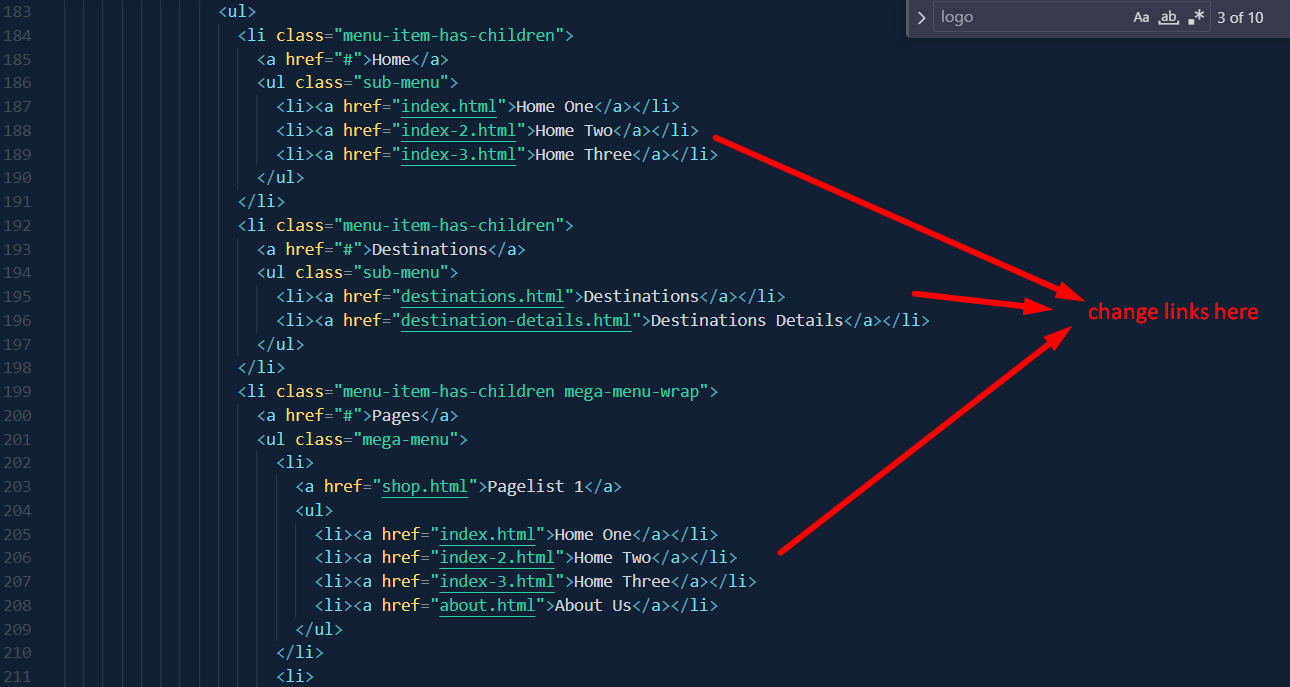 logo Aa ab, .* 3 of 10
183 <ul>
184 <li class="menu-item-has-children">
185 <a href="#">Home</a>
186 <ul class="sub-menu">
187 <li><a href="index.html">Home One</a></li>
188 <li><a href="index-2.html">Home Two</a></li>
189 <li><a href="index-3.html">Home Three</a></li>
190 </ul>
191 </li>
192 <li class="menu-item-has-children">
193 <a href="#">Destinations</a>
194 <ul class="sub-menu">
195 <li><a href="destinations.html">Destinations</a></li>
196 <li><a href="destination-details.html">Destinations Details</a></li>
change links here
197 </ul>
198 </li>
199 <li class="menu-item-has-children mega-menu-wrap">
200 <a href="#">Pages</a>
201 <ul class="mega-menu">
202 <li>
203 <a href="shop.html">Pagelist 1</a>
204 <ul>
205 <li><a href="index.html">Home One</a></li>
206 <li><a href="index-2.html">Home Two</a></li>
207 <li><a href="index-3.html">Home Three</a></li>
208 <li><a href="about.html">About Us</a></li>
209 </ul>
210 </li>
211 <li>